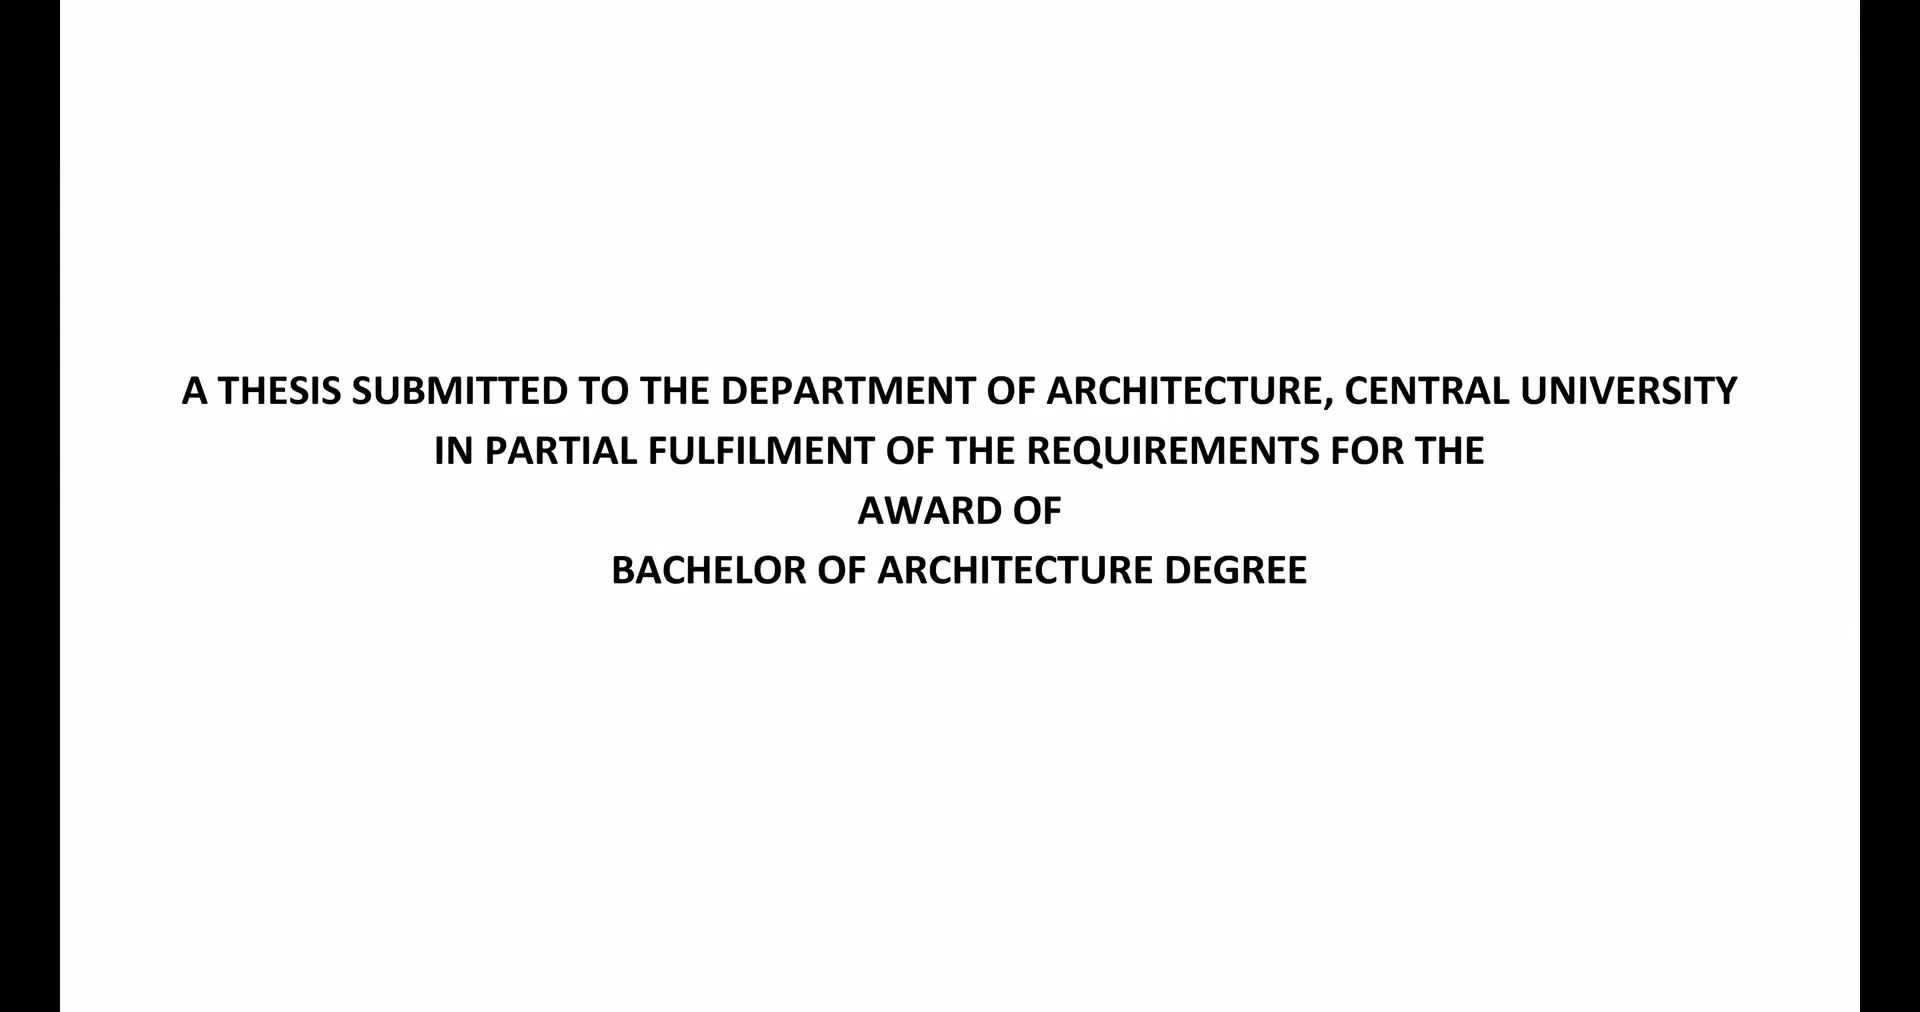 A THESIS SUBMITTED TO THE DEPARTMENT OF ARCHITECTURE, CENTRAL UNIVERSITY
IN PARTIAL FULFILMENT OF THE REQUIREMENTS FOR THE
AWARD OF
BACHELOR OF ARCHITECTURE DEGREE